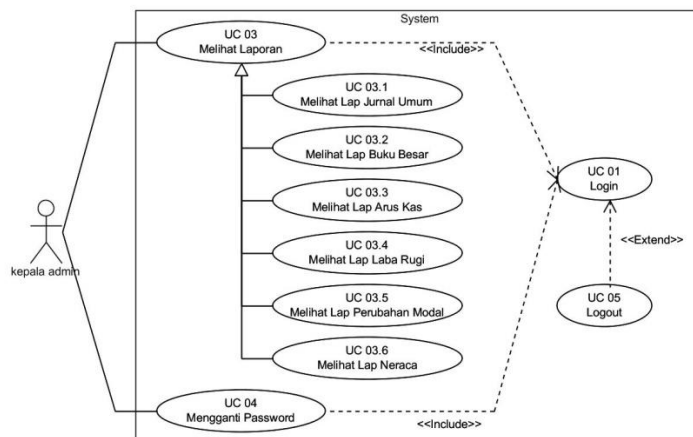 System
UC 03
Melihat Laporan
<<Include>>
UC 03.1
Melihat Lap Jurnal Umum
UC 03.2
Melihat Lap Buku Besar
UC 01
Login
UC 03.3
Melihat Lap Arus Kas
kepala admin
UC 03.4
Melihat Lap Laba Rugi
<<Extend>>
UC 03.5
Melihat Lap Perubahan Modal
UC 05
Logout
UC 03.6
Melihat Lap Neraca
UC 04
Mengganti Password
<<Include>>